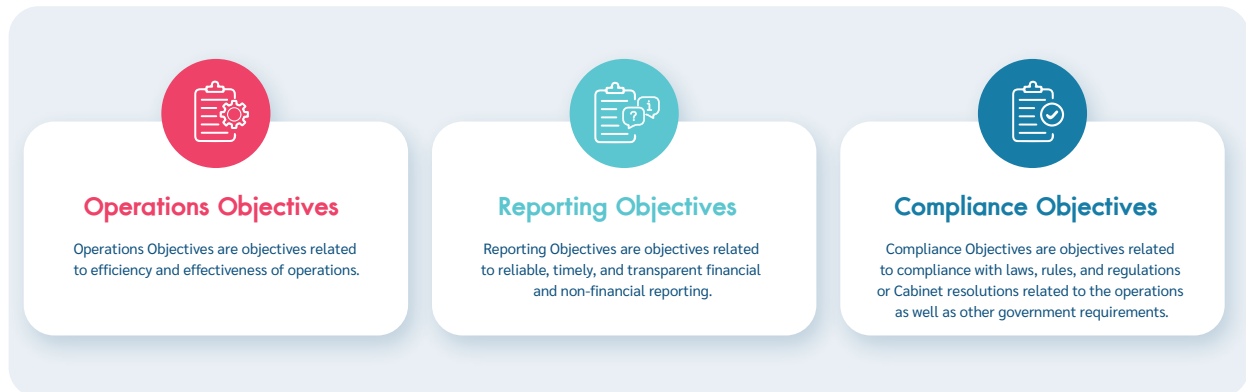 Operations Objectives
Operations Objectives are objectives related
to efficiency and effectiveness of operations.
? i
Reporting Objectives
Reporting Objectives are objectives related
to reliable, timely, and transparent financial
and non-financial reporting.
Compliance Objectives
Compliance Objectives are objectives related
to compliance with laws, rules, and regulations
or Cabinet resolutions related to the operations
as well as other government requirements.